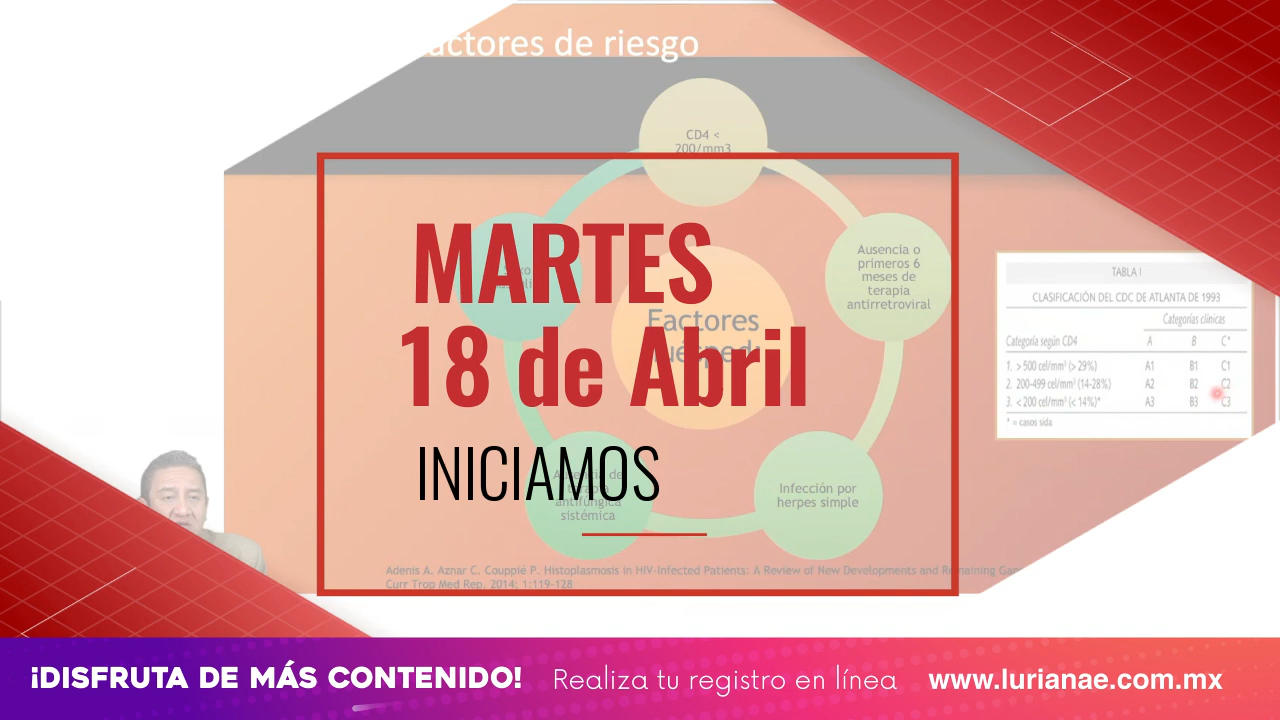 actores de riesgo
CD4 <
200/mm3
Ausencia o
primeros 6
meses de
terapia
antirretroviral
MARTES
18 de Abril
INICIAMOS
Factores
Infección por
herpes simple
antifúngica
sistémica
TABLA I
CLASIFICACIÓN DEL CDC DE ATLANTA DE 1993
Categorías clínicas
Categoría según CD4 A B C*
1. > 500 cel/mm³ (> 29%) A1 B1 C1
2. 200-499 cel/mm³ (14-28%) A2 B2 C2
3. < 200 cel/mm³ (< 14%)* A3 B3 C3
* = casos sida
Adenis A. Aznar C. Couppié P. Histoplasmosis in HIV-Infected Patients: A Review of New Developments and Remaining
Curr Trop Med Rep. 2014; 1:119-128
¡DISFRUTA DE MÁS CONTENIDO! Realiza tu registro en línea www.lurianae.com.mx